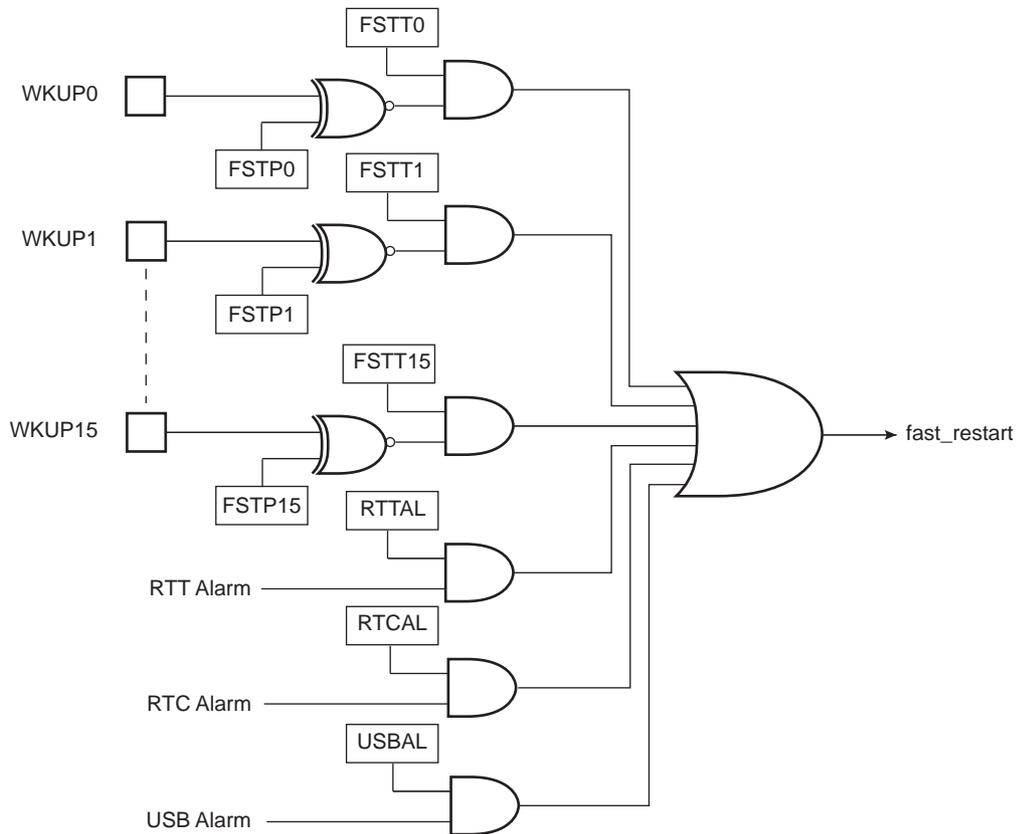 FSTT0
WKUP0
FSTP0
FSTT1
WKUP1
FSTP1
FSTT15
WKUP15
fast_restart
FSTP15
RTTAL
RTT Alarm
RTCAL
RTC Alarm
USBAL
USB Alarm